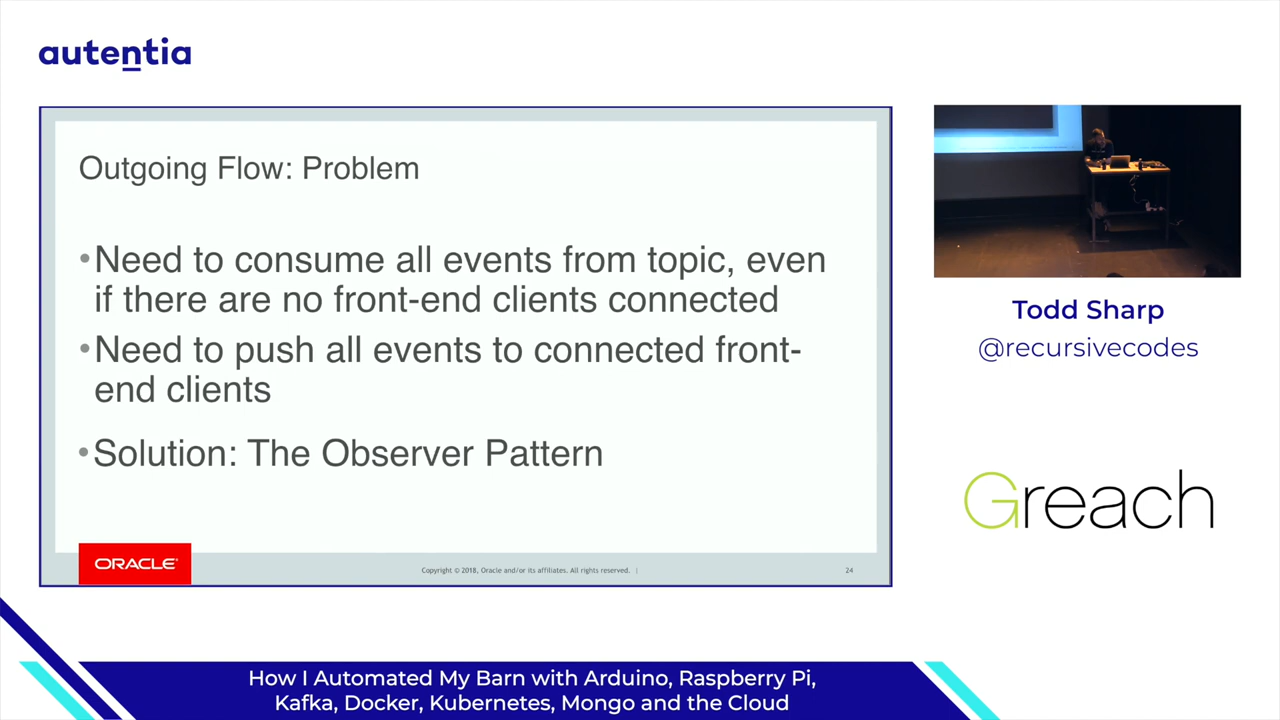 autentia
Outgoing Flow: Problem
•Need to consume all events from topic, even
if there are no front-end clients connected
•Need to push all events to connected front-
end clients
•Solution: The Observer Pattern
ORACLE®
Copyright © 2018, Oracle and/or its affiliates. All rights reserved. |
24
Todd Sharp
@recursivecodes
Greach
How I Automated My Barn with Arduino, Raspberry Pi,
Kafka, Docker, Kubernetes, Mongo and the Cloud